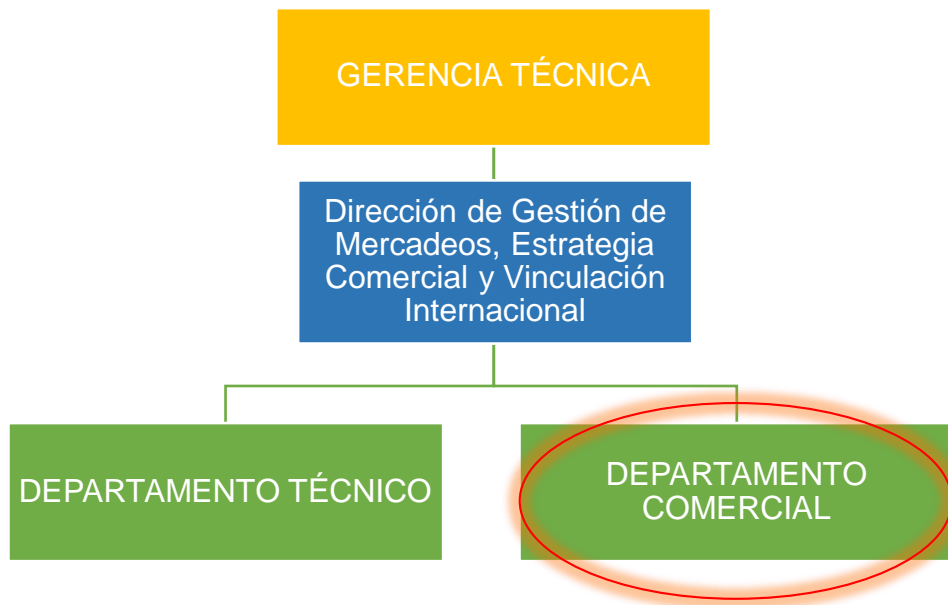 GERENCIA TÉCNICA
Dirección de Gestión de
Mercadeos, Estrategia
Comercial y Vinculación
Internacional
DEPARTAMENTO TÉCNICO
DEPARTAMENTO
COMERCIAL